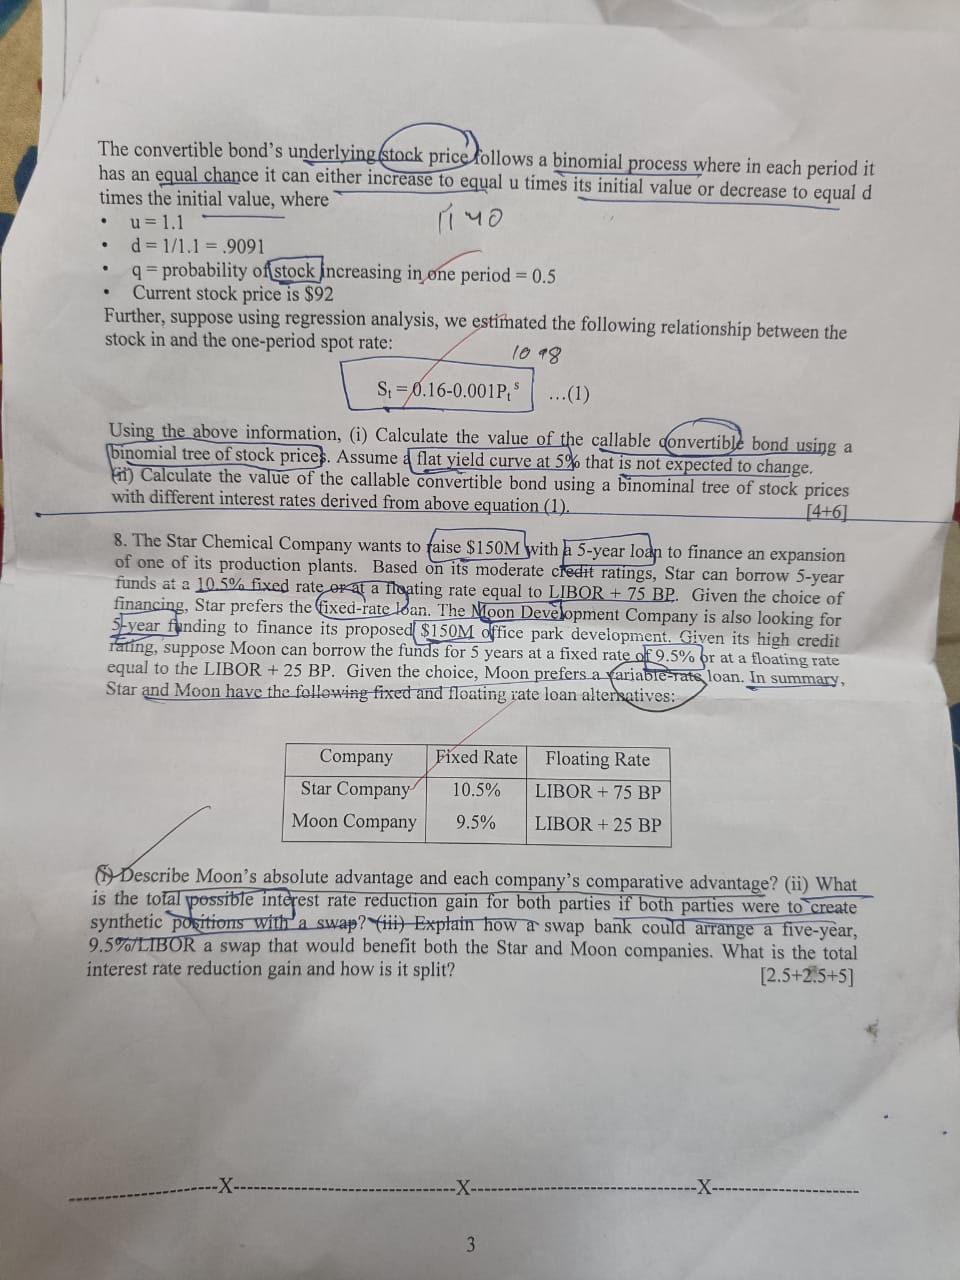 The convertible bond's underlying stock price follows a binomial process where in each period it
has an equal chance it can either increase to equal u times its initial value or decrease to equal d
times the initial value, where
• u = 1.1
• d = 1/1.1 = .9091
• q = probability of stock increasing in one period = 0.5
• Current stock price is $92
Further, suppose using regression analysis, we estimated the following relationship between the
stock in and the one-period spot rate:
10 98
St = 0.16-0.001Pt s ...(1)
Using the above information, (i) Calculate the value of the callable convertible bond using a
binomial tree of stock prices. Assume a flat yield curve at 5% that is not expected to change.
(ii) Calculate the value of the callable convertible bond using a binominal tree of stock prices
with different interest rates derived from above equation (1). [4+6]
8. The Star Chemical Company wants to raise $150M with a 5-year loan to finance an expansion
of one of its production plants. Based on its moderate credit ratings, Star can borrow 5-year
funds at a 10.5% fixed rate or at a floating rate equal to LIBOR + 75 BP. Given the choice of
financing, Star prefers the fixed-rate loan. The Moon Development Company is also looking for
5-year funding to finance its proposed $150M office park development. Given its high credit
rating, suppose Moon can borrow the funds for 5 years at a fixed rate of 9.5% or at a floating rate
equal to the LIBOR + 25 BP. Given the choice, Moon prefers a variable-rate loan. In summary,
Star and Moon have the following fixed and floating rate loan alternatives:
Company Fixed Rate Floating Rate
Star Company 10.5% LIBOR + 75 BP
Moon Company 9.5% LIBOR + 25 BP
(i) Describe Moon's absolute advantage and each company's comparative advantage? (ii) What
is the total possible interest rate reduction gain for both parties if both parties were to create
synthetic positions with a swap? (iii) Explain how a swap bank could arrange a five-year,
9.5%/LIBOR a swap that would benefit both the Star and Moon companies. What is the total
interest rate reduction gain and how is it split? [2.5+2.5+5]
-----X-----X-----X-----
3